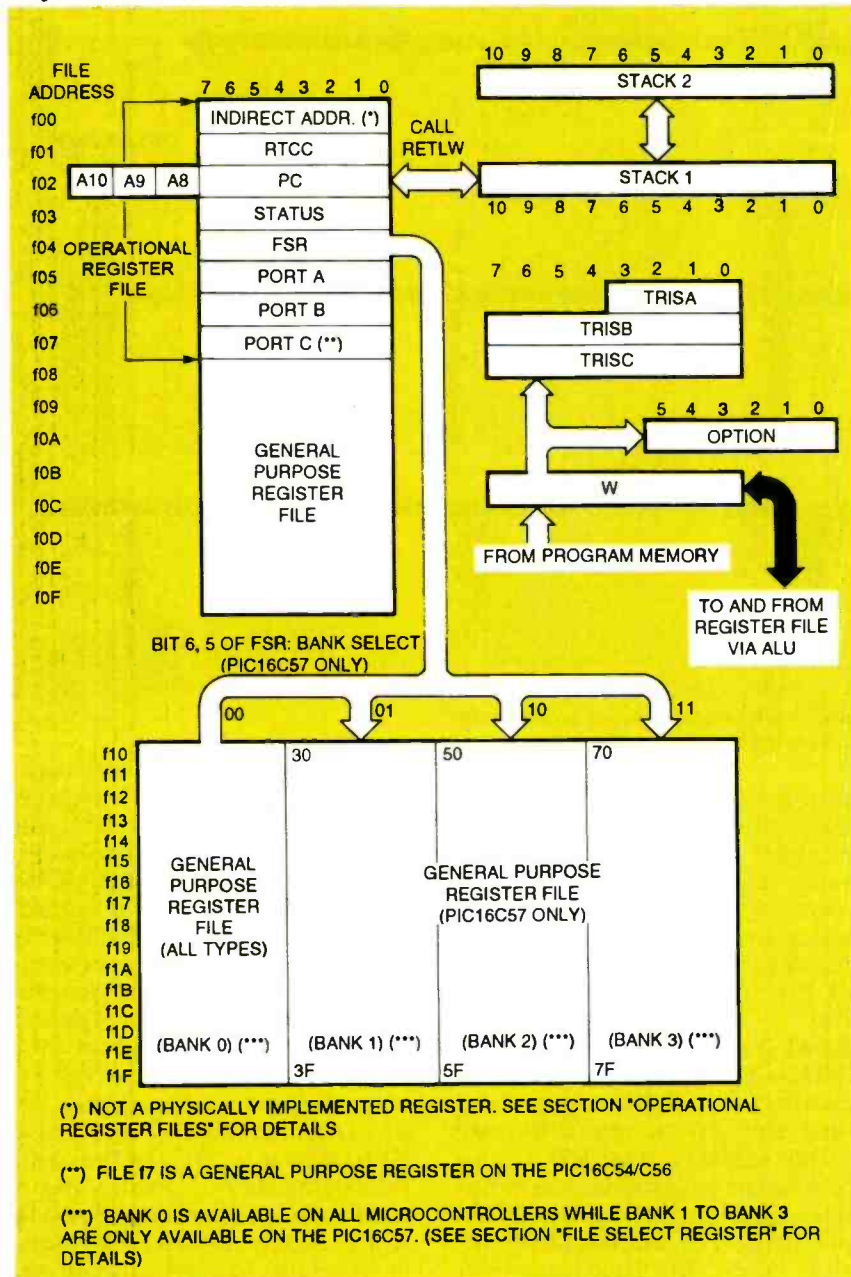 FILE ADDRESS
7 6 5 4 3 2 1 0
f00 INDIRECT ADDR. (*)
f01 RTCC
f02 A10 A9 A8 PC
f03 STATUS
f04 FSR
OPERATIONAL REGISTER FILE
f05 PORT A
f06 PORT B
f07 PORT C (**)
f08
f09
f0A
f0B
f0C
f0D
f0E
f0F
GENERAL
PURPOSE
REGISTER
FILE
CALL
RETLW
10 9 8 7 6 5 4 3 2 1 0
STACK 2
STACK 1
10 9 8 7 6 5 4 3 2 1 0
7 6 5 4 3 2 1 0
TRISA
TRISB
TRISC
5 4 3 2 1 0
OPTION
W
FROM PROGRAM MEMORY
TO AND FROM
REGISTER FILE
VIA ALU
BIT 6, 5 OF FSR: BANK SELECT
(PIC16C57 ONLY)
00 01 10 11
f10
f11
f12
f13
f14
f15
f16
f17
f18
f19
f1A
f1B
f1C
f1D
f1E
f1F
30 50 70
GENERAL
PURPOSE
REGISTER
FILE
(ALL TYPES)
GENERAL PURPOSE
REGISTER FILE
(PIC16C57 ONLY)
(BANK 0) (***) (BANK 1) (***) (BANK 2) (***) (BANK 3) (***)
3F 5F 7F
(*) NOT A PHYSICALLY IMPLEMENTED REGISTER. SEE SECTION "OPERATIONAL
REGISTER FILES" FOR DETAILS
(**) FILE f7 IS A GENERAL PURPOSE REGISTER ON THE PIC16C54/C56
(***) BANK 0 IS AVAILABLE ON ALL MICROCONTROLLERS WHILE BANK 1 TO BANK 3
ARE ONLY AVAILABLE ON THE PIC16C57. (SEE SECTION "FILE SELECT REGISTER" FOR
DETAILS)